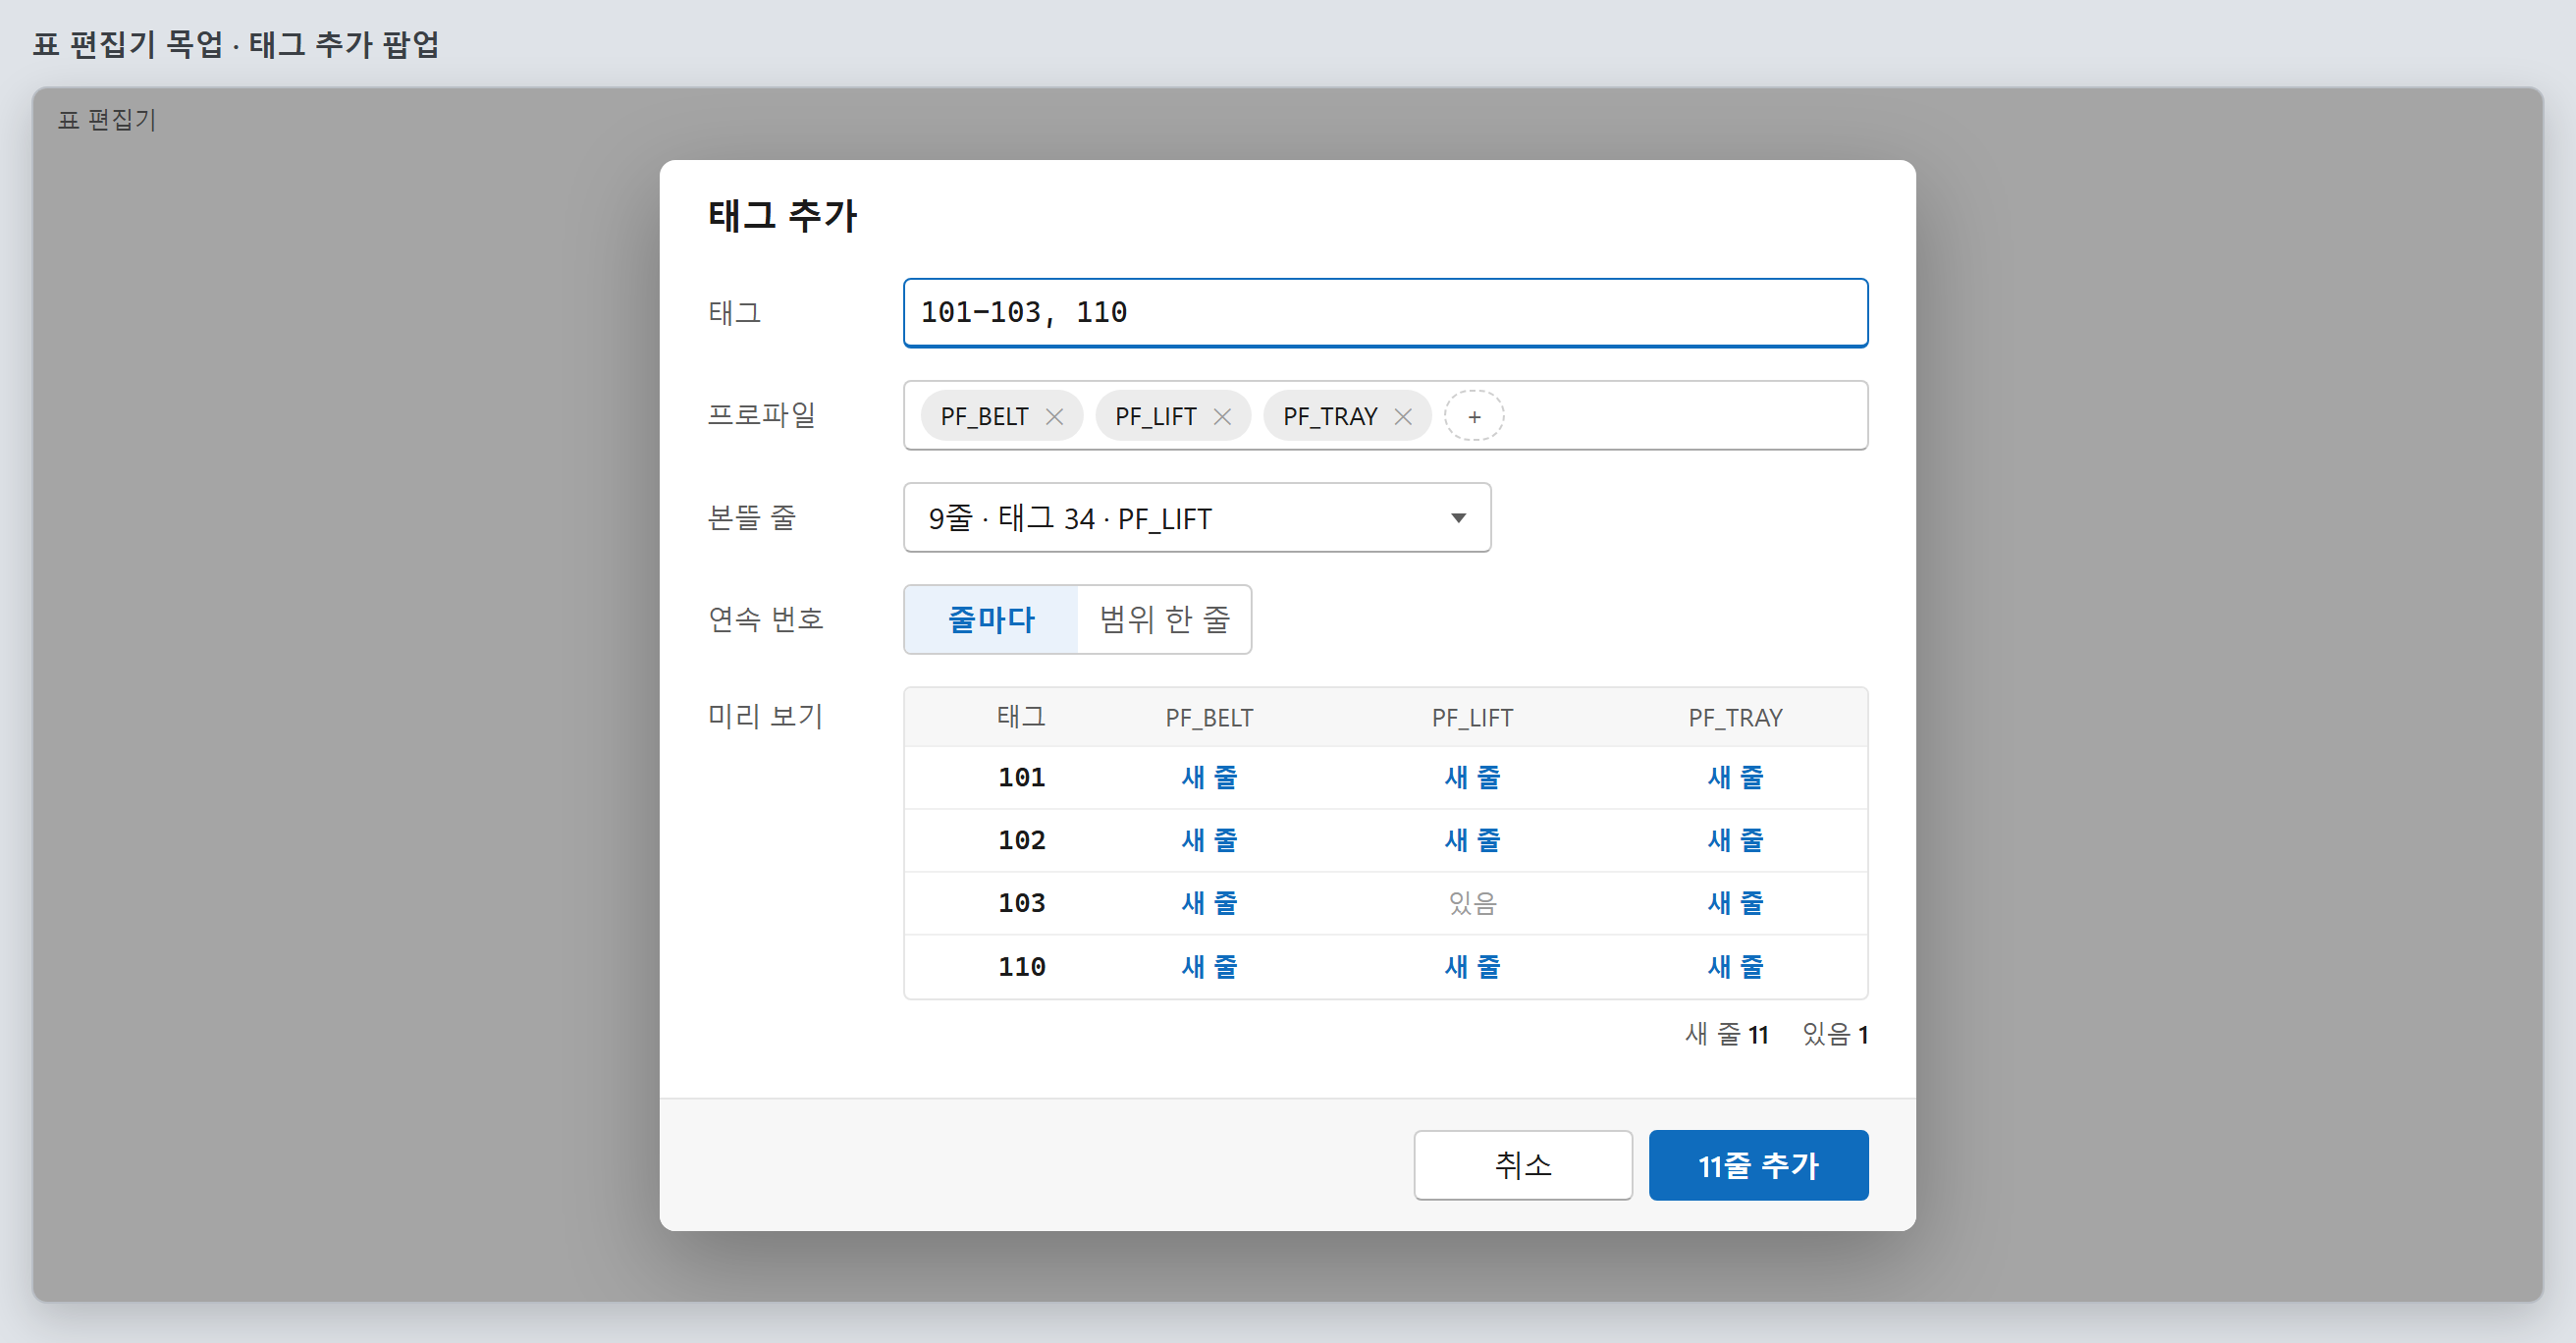 표 편집기 목업 · 태그 추가 팝업
표 편집기
태그 추가
태그 101-103, 110
프로파일 PF_BELT PF_LIFT PF_TRAY +
본뜰 줄 9줄 · 태그 34 · PF_LIFT
연속 번호 줄마다 범위 한 줄
미리 보기 태그 PF_BELT PF_LIFT PF_TRAY
101 새 줄 새 줄 새 줄
102 새 줄 새 줄 새 줄
103 새 줄 있음 새 줄
110 새 줄 새 줄 새 줄
새 줄 11 있음 1
취소 11줄 추가